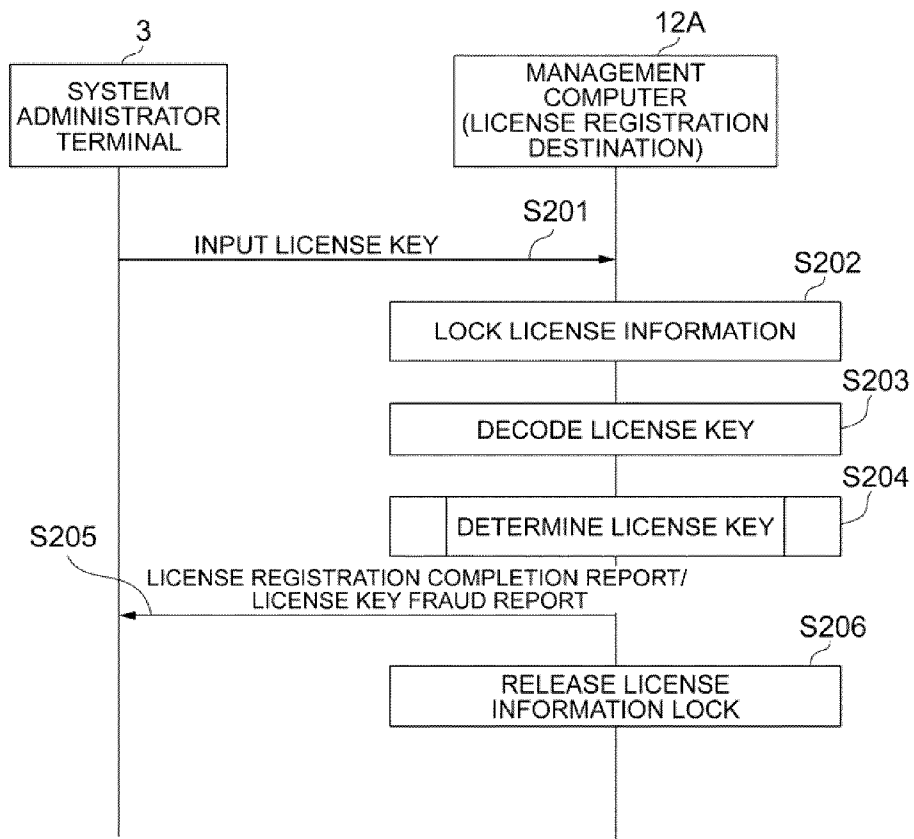 3
SYSTEM
ADMINISTRATOR
TERMINAL
12A
MANAGEMENT
COMPUTER
(LICENSE REGISTRATION
DESTINATION)
S201
INPUT LICENSE KEY
S202
LOCK LICENSE INFORMATION
S203
DECODE LICENSE KEY
S204
DETERMINE LICENSE KEY
S205
LICENSE REGISTRATION COMPLETION REPORT/
LICENSE KEY FRAUD REPORT
S206
RELEASE LICENSE
INFORMATION LOCK